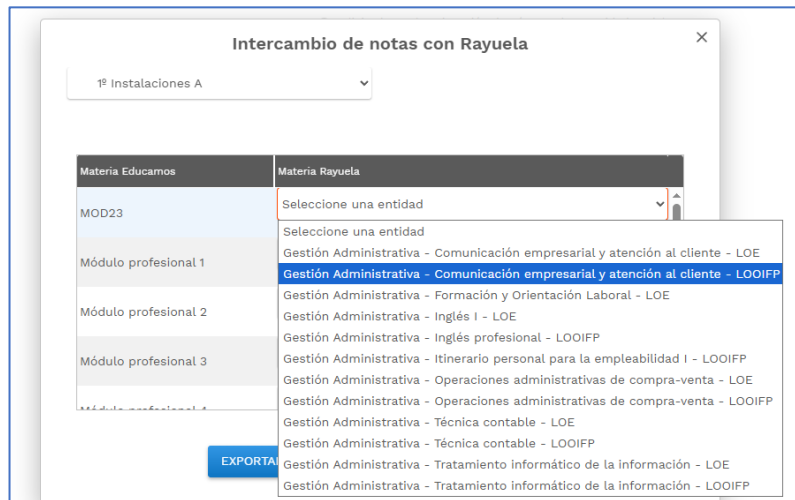 Intercambio de notas con Rayuela
×
1º Instalaciones A
Materia Educamos Materia Rayuela
MOD23 Seleccione una entidad
Seleccione una entidad
Gestión Administrativa - Comunicación empresarial y atención al cliente - LOE
Módulo profesional 1
Gestión Administrativa - Comunicación empresarial y atención al cliente - LOOIFP
Gestión Administrativa - Formación y Orientación Laboral - LOE
Módulo profesional 2
Gestión Administrativa - Inglés I - LOE
Gestión Administrativa - Inglés profesional - LOOIFP
Módulo profesional 3
Gestión Administrativa - Itinerario personal para la empleabilidad I - LOOIFP
Gestión Administrativa - Operaciones administrativas de compra-venta - LOE
Gestión Administrativa - Operaciones administrativas de compra-venta - LOOIFP
Gestión Administrativa - Técnica contable - LOE
Gestión Administrativa - Técnica contable - LOOIFP
EXPORTA
Gestión Administrativa - Tratamiento informático de la información - LOE
Gestión Administrativa - Tratamiento informático de la información - LOOIFP